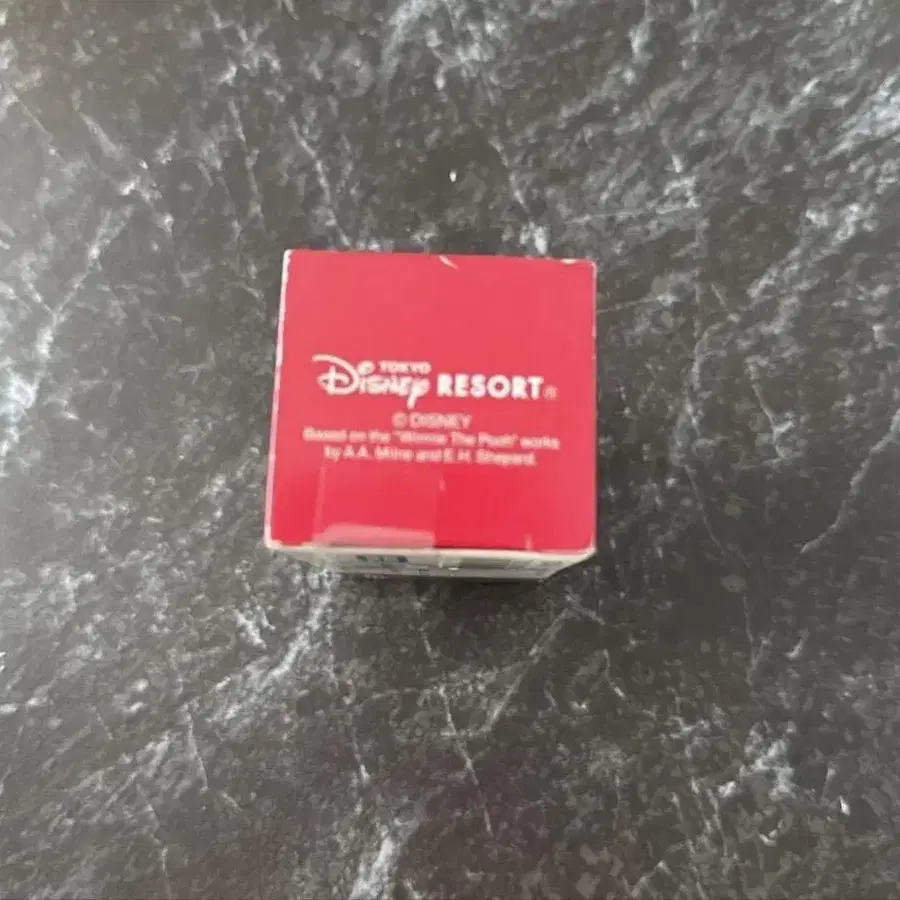 TOKYO
Disney RESORT®
© DISNEY
Based on the "Winnie The Pooh" works
by A.A. Milne and E.H. Shepard.